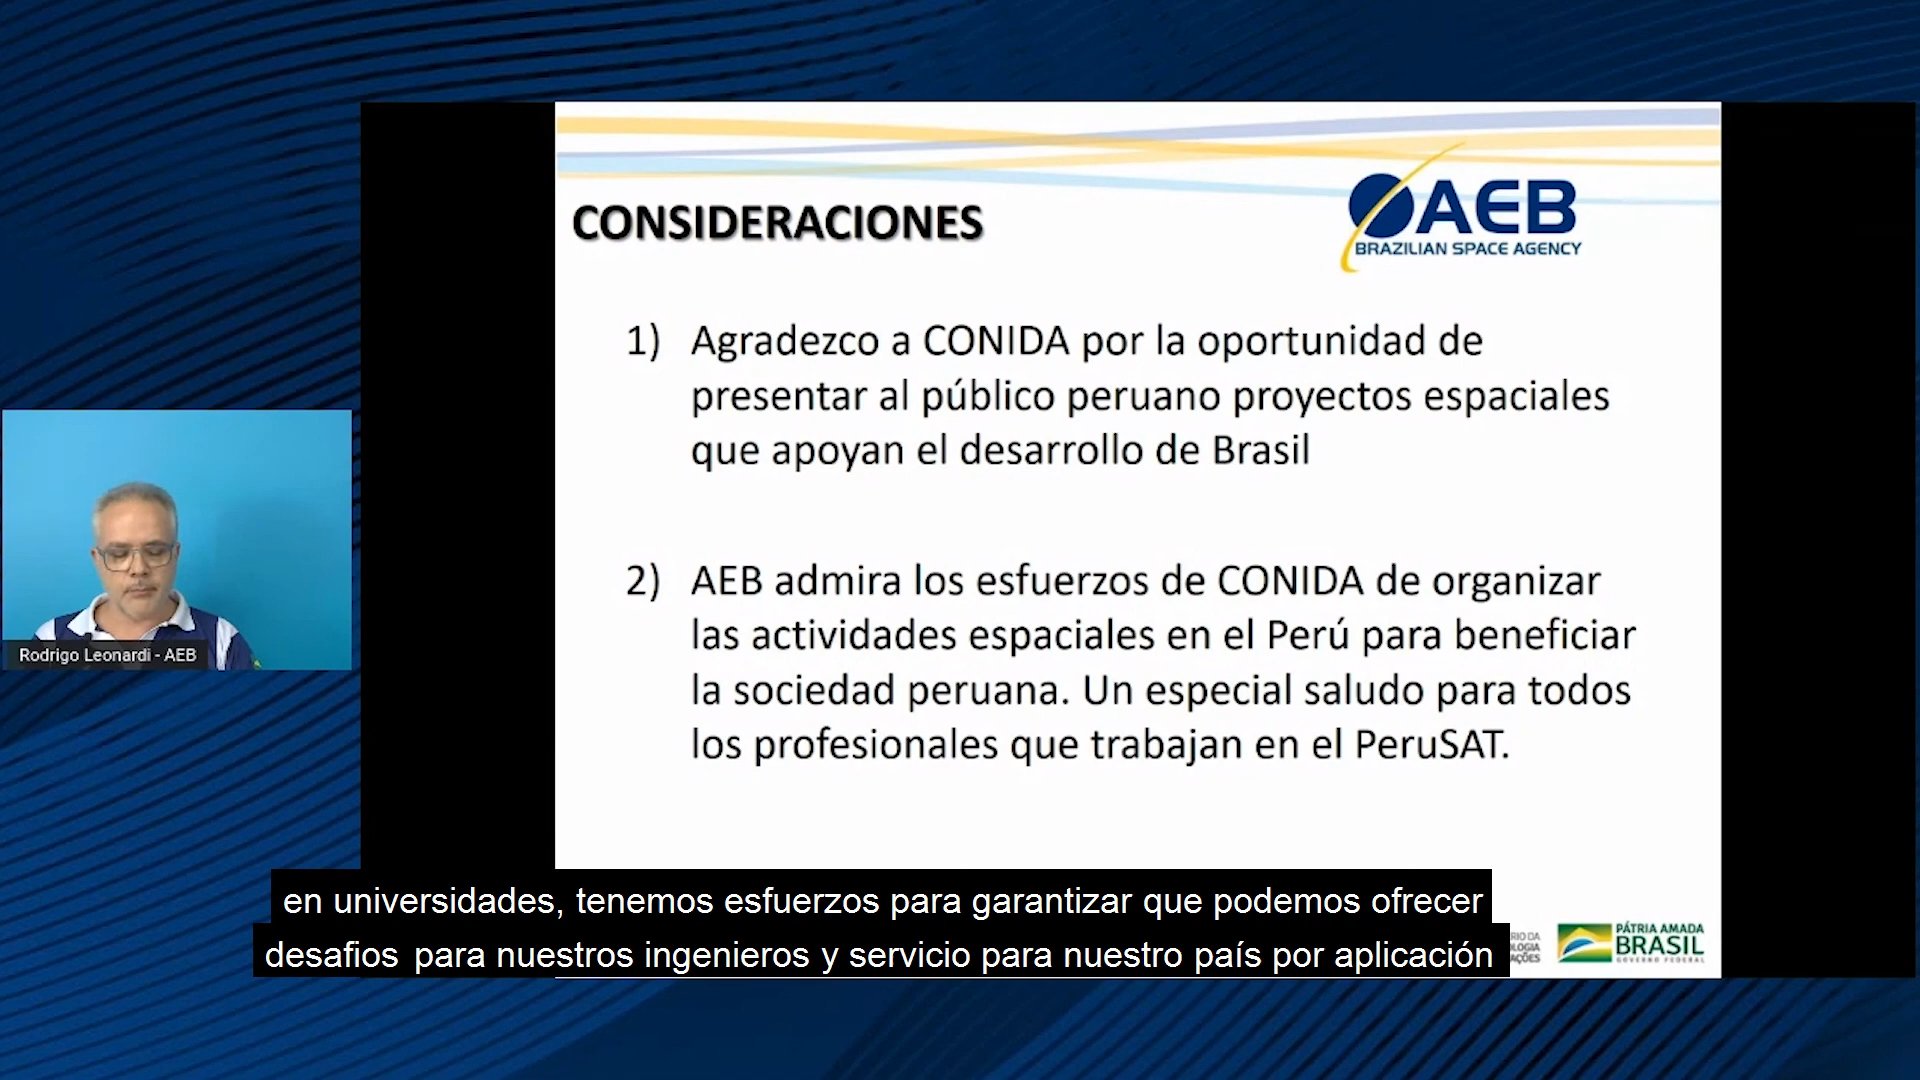 CONSIDERACIONES
AEB
BRAZILIAN SPACE AGENCY
1) Agradezco a CONIDA por la oportunidad de
presentar al público peruano proyectos espaciales
que apoyan el desarrollo de Brasil
2) AEB admira los esfuerzos de CONIDA de organizar
las actividades espaciales en el Perú para beneficiar
la sociedad peruana. Un especial saludo para todos
los profesionales que trabajan en el PeruSAT.
Rodrigo Leonardi - AEB
en universidades, tenemos esfuerzos para garantizar que podemos ofrecer
desafios para nuestros ingenieros y servicio para nuestro país por aplicación
PÁTRIA AMADA
BRASIL
GOVERNO FEDERAL